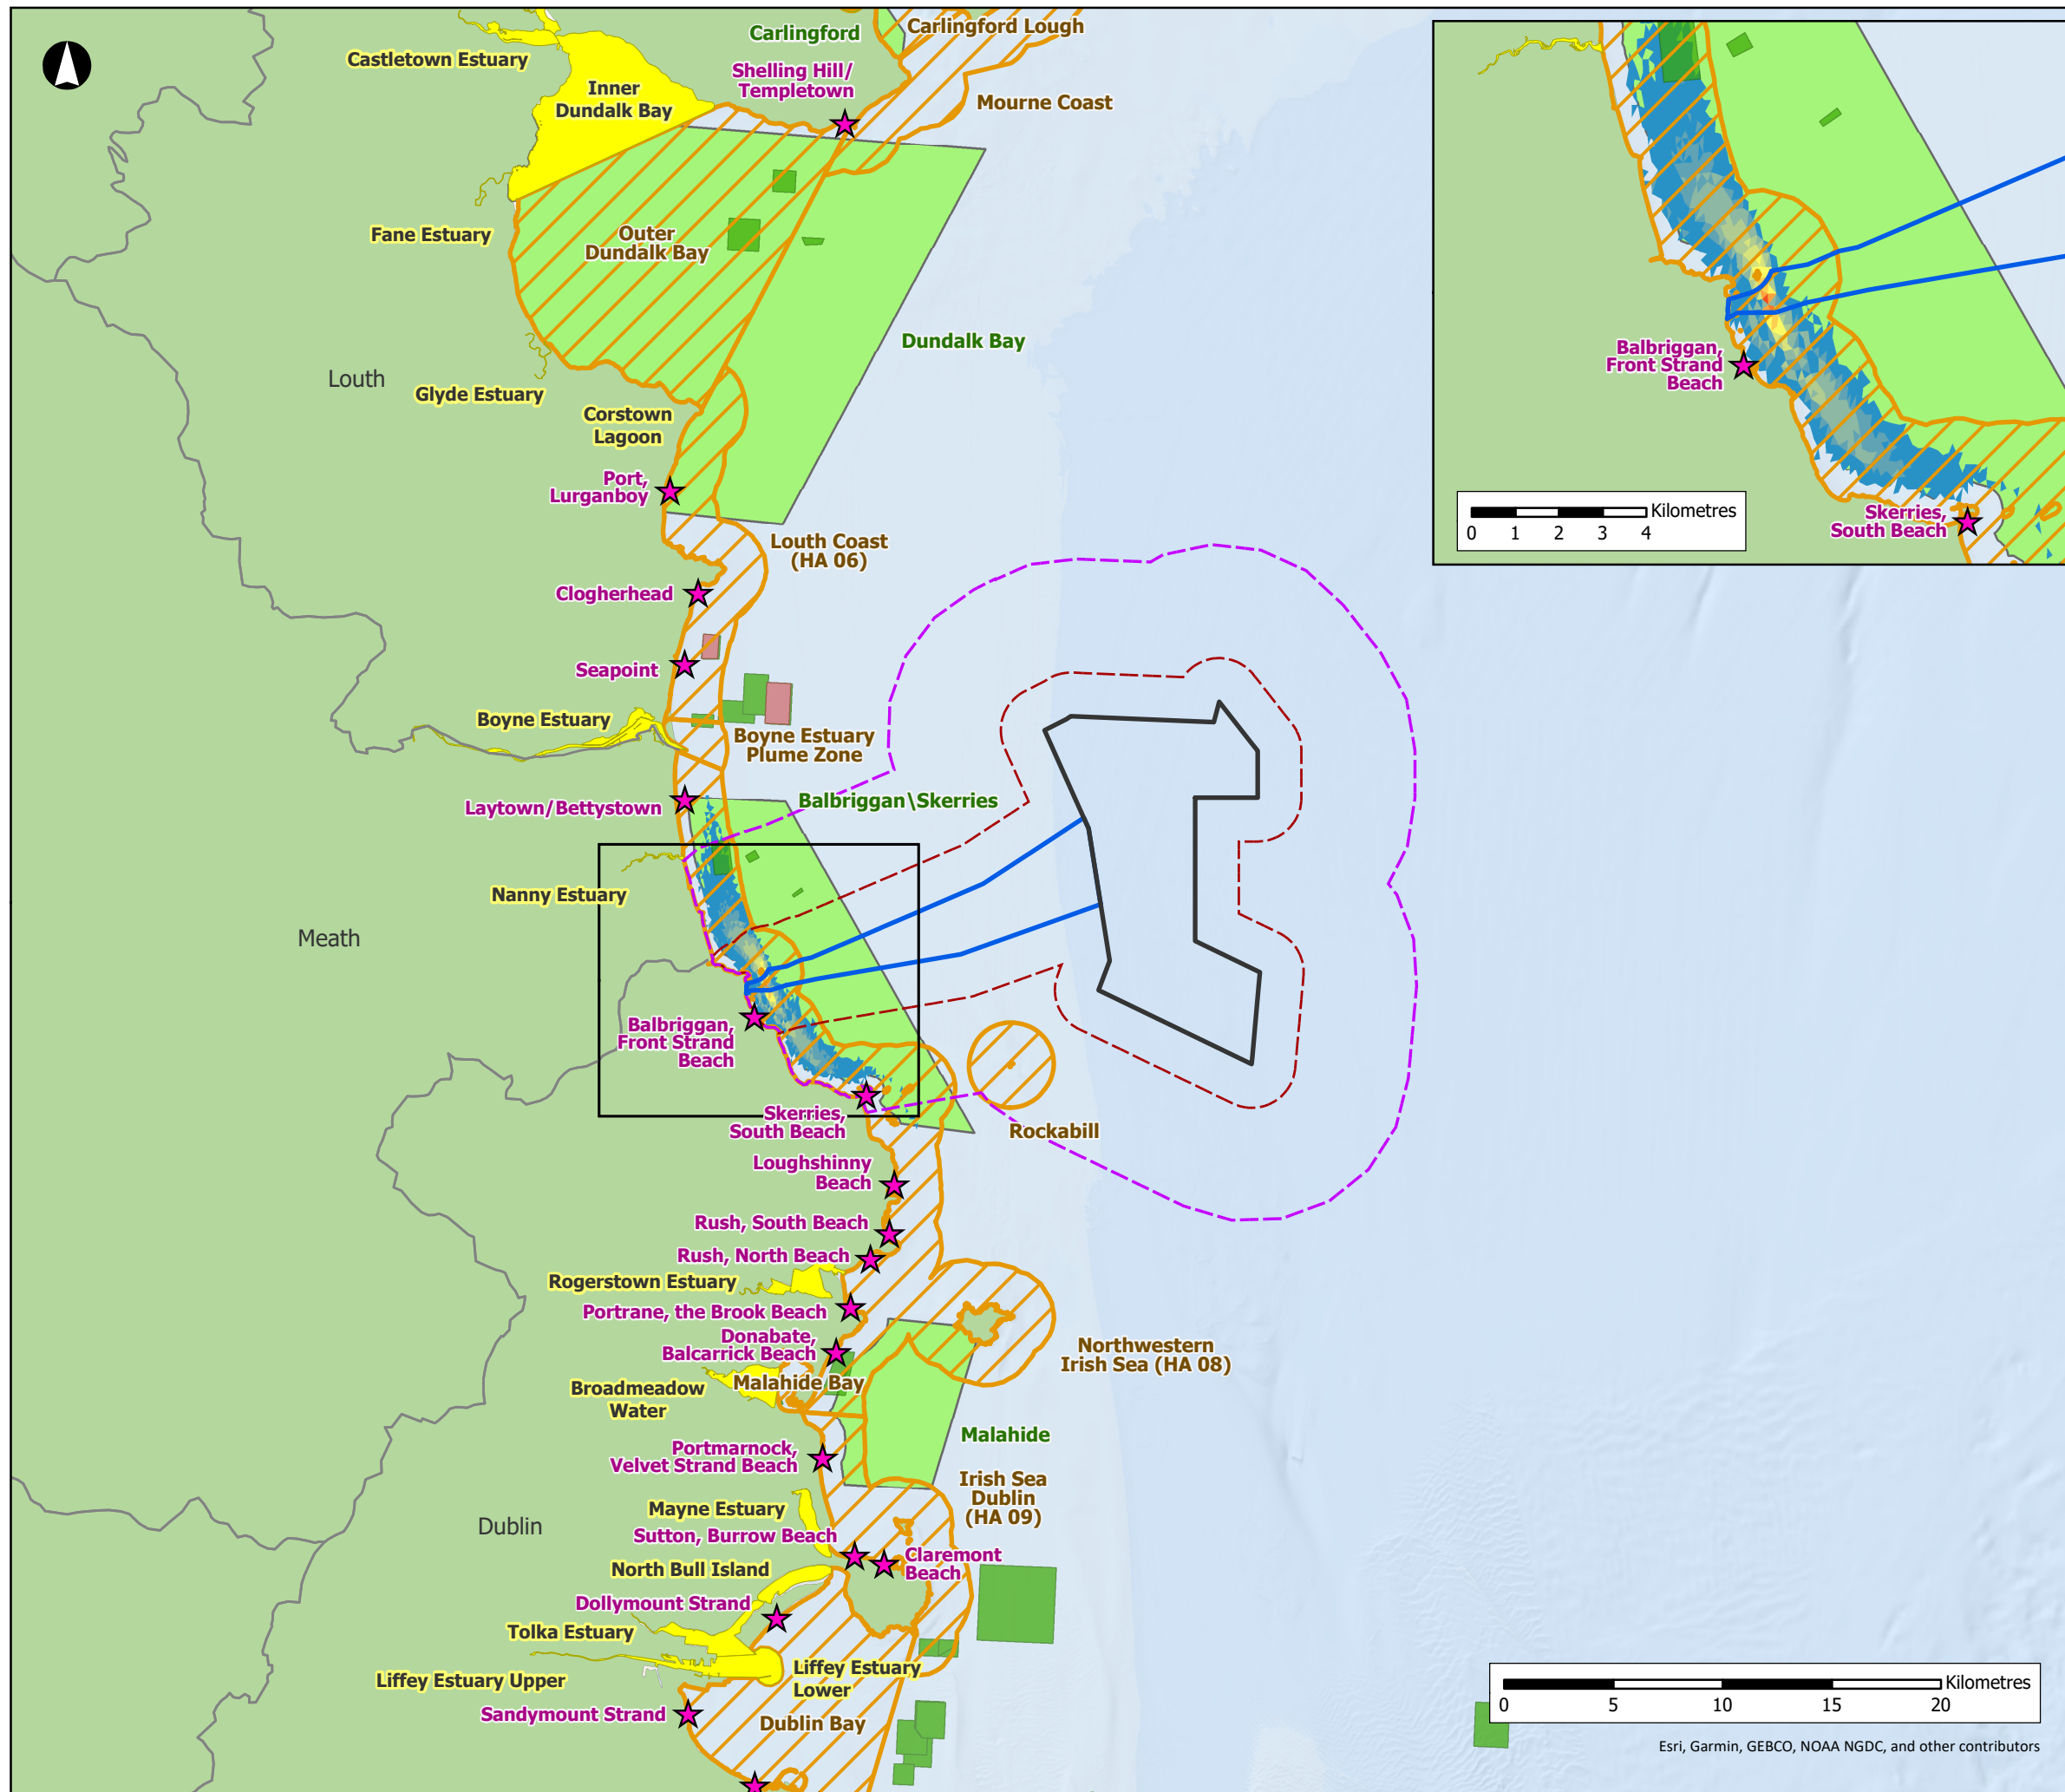 Carlingford
Carlingford Lough
Castletown Estuary
Shelling Hill/
Templetown
Inner
Dundalk Bay
Mourne Coast
Fane Estuary
Outer
Dundalk Bay
Dundalk Bay
Louth
Glyde Estuary
Corstown
Lagoon
Port,
Lurganboy
Louth Coast
(HA 06)
Clogherhead
Seapoint
Boyne Estuary
Boyne Estuary
Plume Zone
Laytown/Bettystown
Balbriggan\Skerries
Nanny Estuary
Meath
Balbriggan,
Front Strand
Beach
Skerries,
South Beach
Rockabill
Loughshinny
Beach
Rush, South Beach
Rush, North Beach
Rogerstown Estuary
Portrane, the Brook Beach
Donabate,
Balcarrick Beach
Northwestern
Irish Sea (HA 08)
Malahide Bay
Broadmeadow
Water
Malahide
Portmarnock,
Velvet Strand Beach
Irish Sea
Dublin
(HA 09)
Mayne Estuary
Dublin
Sutton, Burrow Beach
Claremont
Beach
North Bull Island
Dollymount Strand
Tolka Estuary
Liffey Estuary
Lower
Liffey Estuary Upper
Sandymount Strand
Dublin Bay
Balbriggan,
Front Strand
Beach
Skerries,
South Beach
Kilometres
0 1 2 3 4
Kilometres
0 5 10 15 20
Esri, Garmin, GEBCO, NOAA NGDC, and other contributors